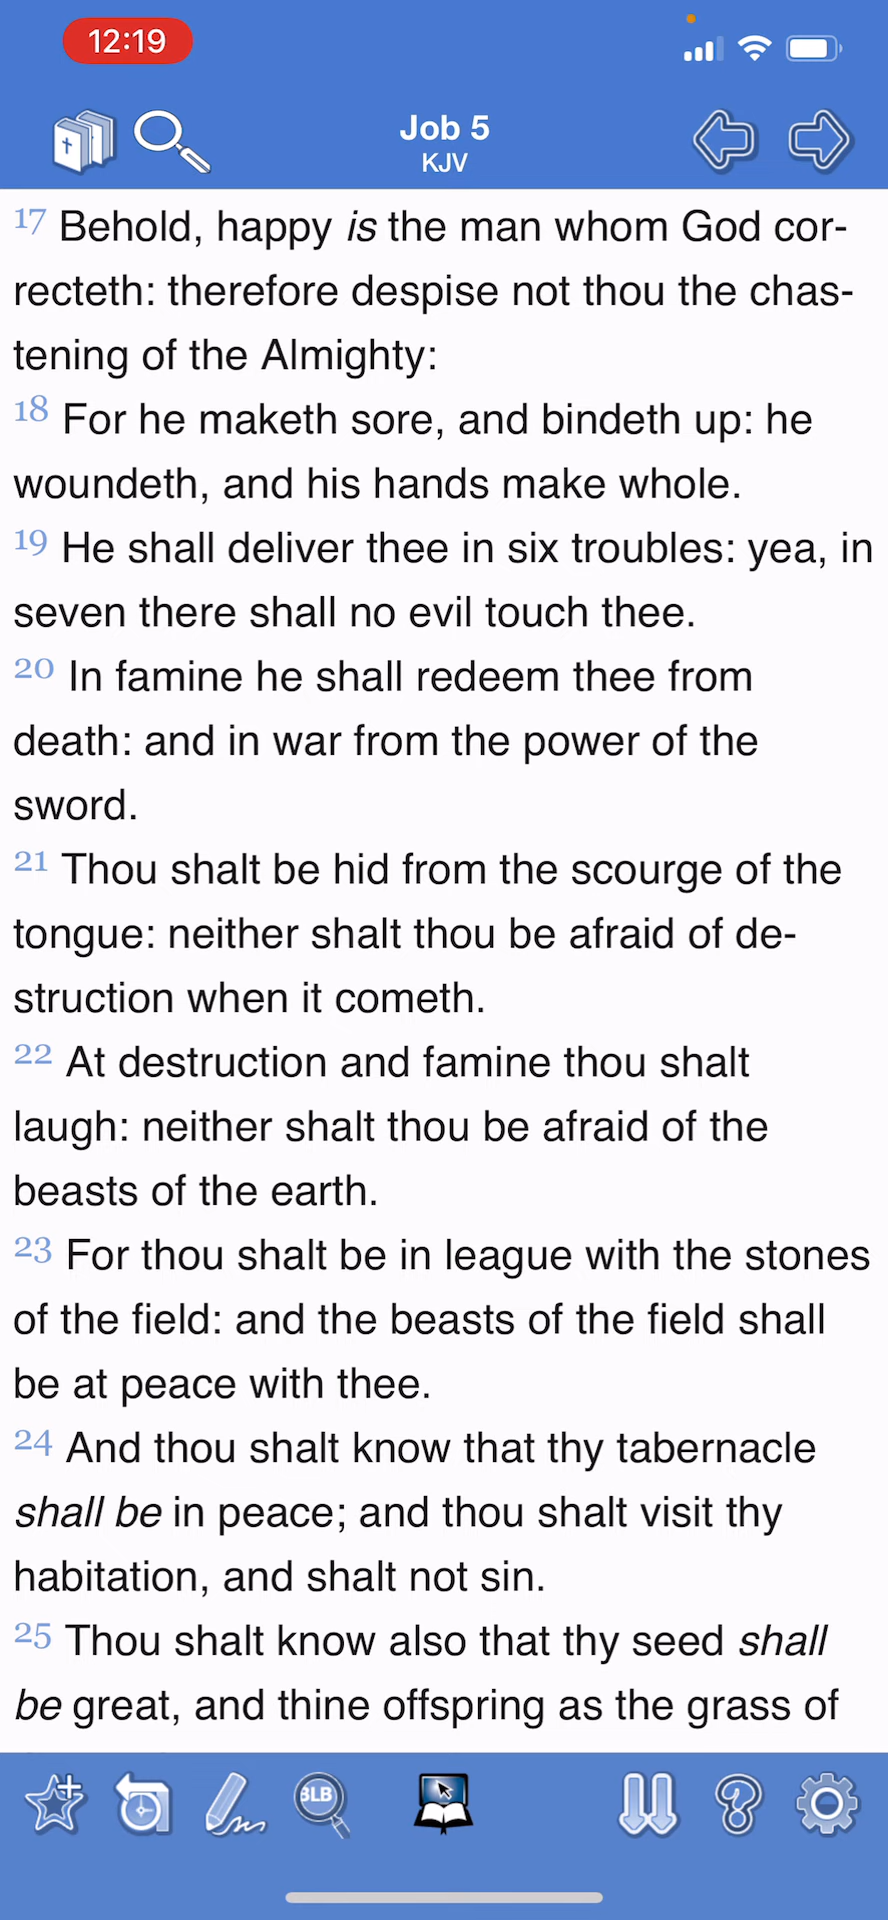 12:19
Job 5
KJV
17 Behold, happy is the man whom God cor-
recteth: therefore despise not thou the chas-
tening of the Almighty:
18 For he maketh sore, and bindeth up: he
woundeth, and his hands make whole.
19 He shall deliver thee in six troubles: yea, in
seven there shall no evil touch thee.
20 In famine he shall redeem thee from
death: and in war from the power of the
sword.
21 Thou shalt be hid from the scourge of the
tongue: neither shalt thou be afraid of de-
struction when it cometh.
22 At destruction and famine thou shalt
laugh: neither shalt thou be afraid of the
beasts of the earth.
23 For thou shalt be in league with the stones
of the field: and the beasts of the field shall
be at peace with thee.
24 And thou shalt know that thy tabernacle
shall be in peace; and thou shalt visit thy
habitation, and shalt not sin.
25 Thou shalt know also that thy seed shall
be great, and thine offspring as the grass of
BLB